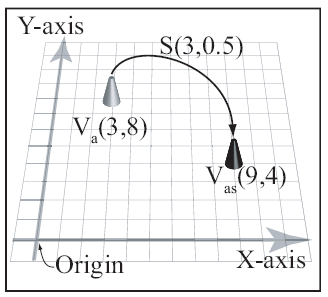 Y-axis
S(3,0.5)
Va(3,8)
Vas(9,4)
X-axis
Origin